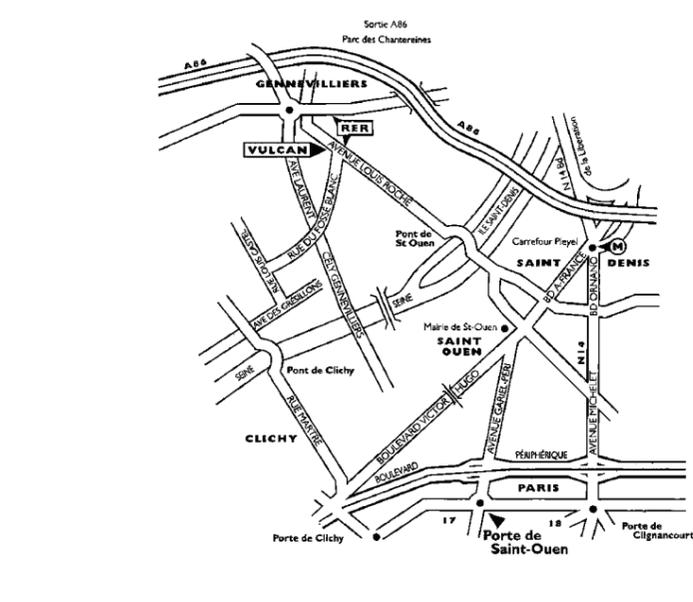 Sortie A86
Parc des Chantereines
A86
GENNEVILLIERS
RER
VULCAN
A86
AVENUE LOUIS ROCHE
AVE LAURENT
CELY GENNEVILLIERS
RUE DU FOSSE BLANC
N 14 Bd
de la Libération
ILE SAINT-DENIS
Pont de
St Ouen
Carrefour Pleyel
M
SAINT
DENIS
RUE LOUIS CASTEL
AVE DES GRESILLONS
SEINE
BD A-FRANCE
BD ORNANO
Mairie de St-Ouen
SAINT
OUEN
N14
SEINE
Pont de Clichy
RUE MARTRE
CLICHY
BOULEVARD VICTOR HUGO
AVENUE GARIEL-PERI
AVENUE MICHELET
BOULEVARD
PÉRIPHÉRIQUE
PARIS
17
18
Porte de Clichy
Porte de
Saint-Ouen
Porte de
Clignancourt